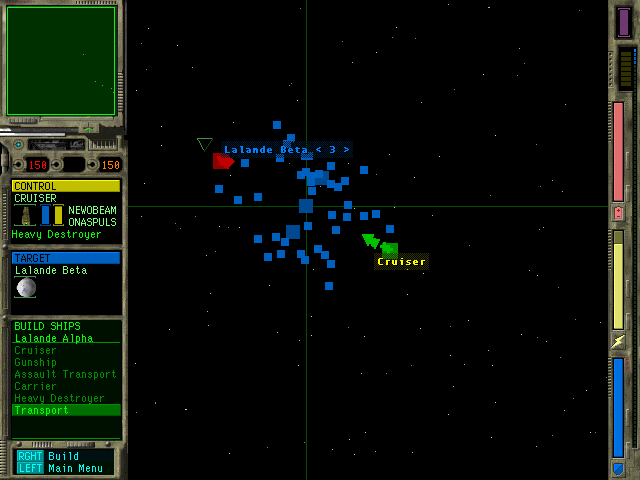 Lalande Beta < 3 >
150 150
CONTROL
CRUISER
NEWOBEAM
ONASPULS
Heavy Destroyer
TARGET
Lalande Beta
Cruiser
BUILD SHIPS
Lalande Alpha
Cruiser
Gunship
Assault Transport
Carrier
Heavy Destroyer
Transport
RGHT Build
LEFT Main Menu